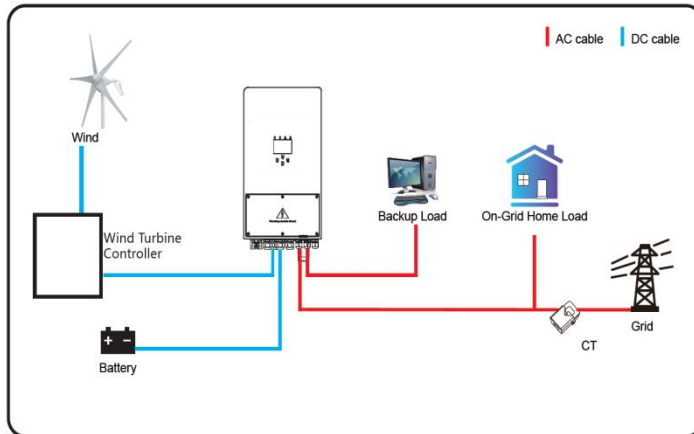 AC cable
DC cable
Wind
Wind Turbine
Controller
Backup Load
On-Grid Home Load
Battery
CT
Grid